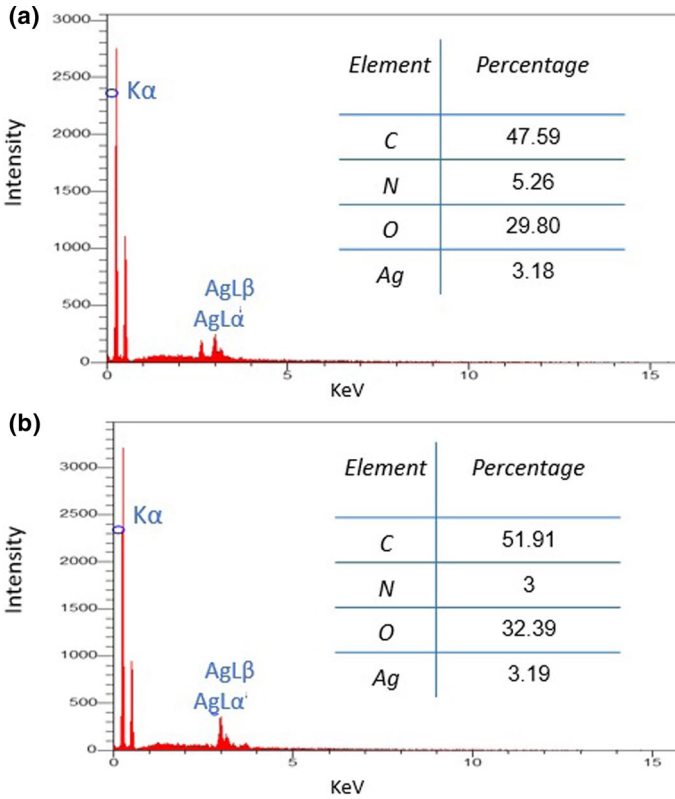 (a)
3000
2500
2000
1500
1000
500
0
Intensity
Kα
AgLβ
AgLα
0 5 10 15
KeV
Element Percentage
C 47.59
N 5.26
O 29.80
Ag 3.18
(b)
3000
2500
2000
1500
1000
500
0
Intensity
Kα
AgLβ
AgLα
0 5 10 15
KeV
Element Percentage
C 51.91
N 3
O 32.39
Ag 3.19